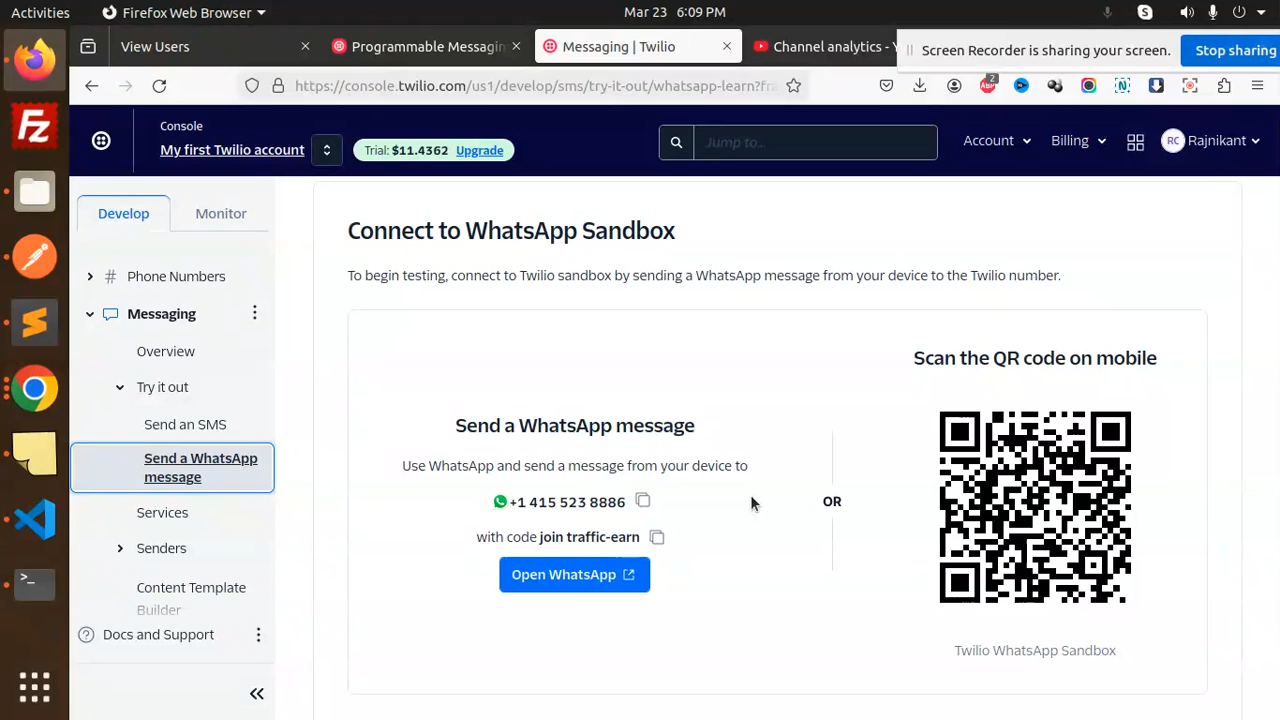 Activities
Firefox Web Browser
Mar 23 6:09 PM
View Users
Programmable Messagin
Messaging | Twilio
Channel analytics - Y
Screen Recorder is sharing your screen.
Stop sharing
https://console.twilio.com/us1/develop/sms/try-it-out/whatsapp-learn?fra
ABP
2
Console
My first Twilio account
Trial: $11.4362 Upgrade
Jump to...
Account
Billing
RC
Rajnikant
Develop
Monitor
# Phone Numbers
Messaging
Overview
Try it out
Send an SMS
Send a WhatsApp
message
Services
Senders
Content Template
Builder
Docs and Support
Connect to WhatsApp Sandbox
To begin testing, connect to Twilio sandbox by sending a WhatsApp message from your device to the Twilio number.
Send a WhatsApp message
Use WhatsApp and send a message from your device to
+1 415 523 8886
with code join traffic-earn
Open WhatsApp
OR
Scan the QR code on mobile
Twilio WhatsApp Sandbox